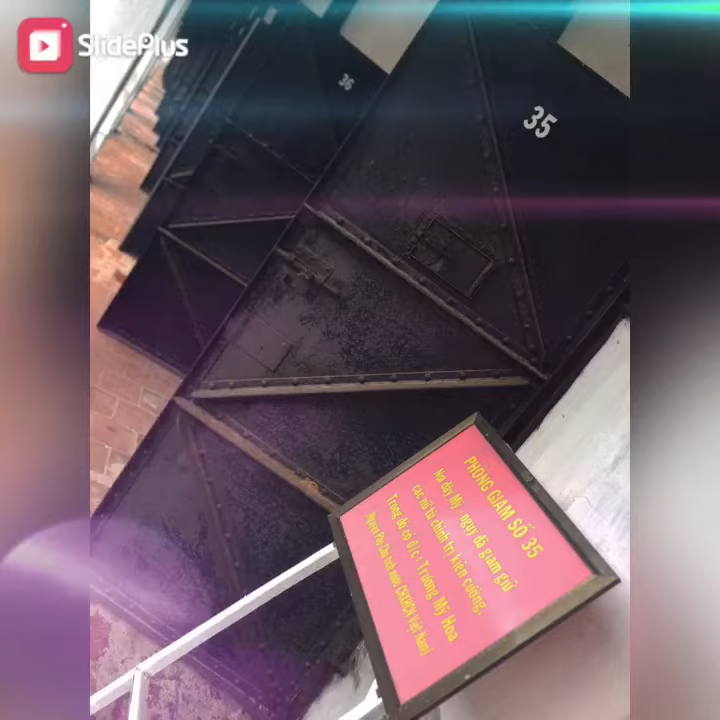 SlidePlus
36
35
PHÒNG GIAM SỐ 35
Nơi đây Mỹ - ngụy đã giam giữ
các nữ tù chính trị kiên cường.
Trong đó có đ/c: Trương Mỹ Hoa
Nguyên Phó Chủ tịch nước CHXHCN Việt Nam)